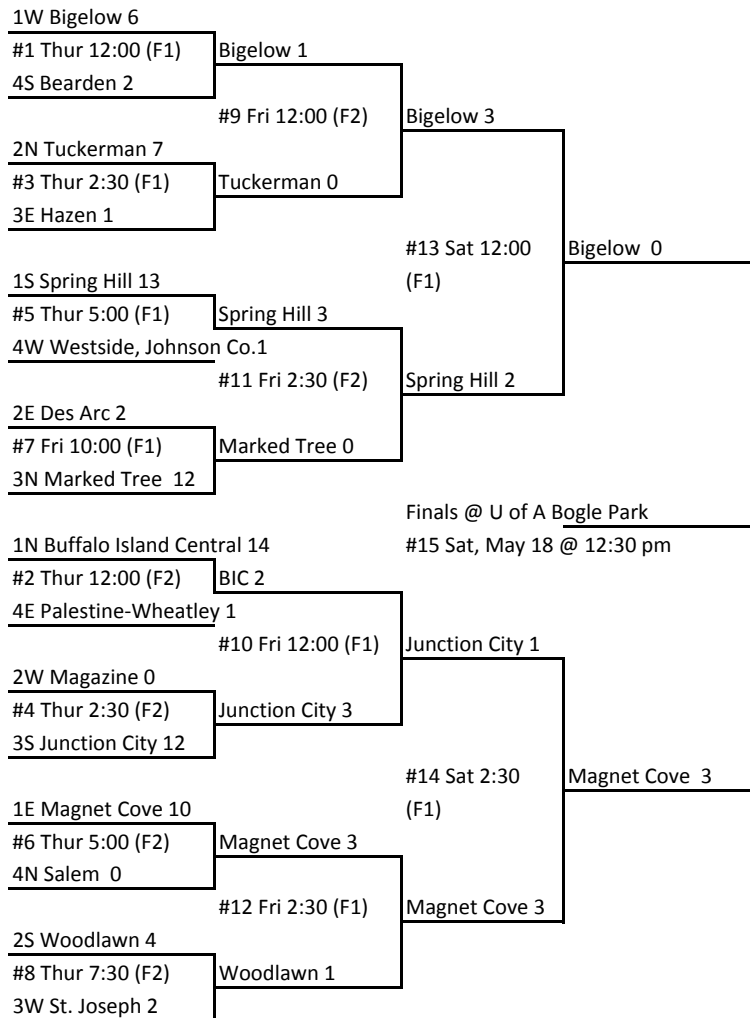 1W Bigelow 6
#1 Thur 12:00 (F1)
Bigelow 1
4S Bearden 2
#9 Fri 12:00 (F2)
Bigelow 3
2N Tuckerman 7
#3 Thur 2:30 (F1)
Tuckerman 0
3E Hazen 1
#13 Sat 12:00
(F1)
Bigelow 0
1S Spring Hill 13
#5 Thur 5:00 (F1)
Spring Hill 3
4W Westside, Johnson Co.1
#11 Fri 2:30 (F2)
Spring Hill 2
2E Des Arc 2
#7 Fri 10:00 (F1)
Marked Tree 0
3N Marked Tree 12
Finals @ U of A Bogle Park
#15 Sat, May 18 @ 12:30 pm
1N Buffalo Island Central 14
#2 Thur 12:00 (F2)
BIC 2
4E Palestine-Wheatley 1
#10 Fri 12:00 (F1)
Junction City 1
2W Magazine 0
#4 Thur 2:30 (F2)
Junction City 3
3S Junction City 12
#14 Sat 2:30
(F1)
Magnet Cove 3
1E Magnet Cove 10
#6 Thur 5:00 (F2)
Magnet Cove 3
4N Salem 0
#12 Fri 2:30 (F1)
Magnet Cove 3
2S Woodlawn 4
#8 Thur 7:30 (F2)
Woodlawn 1
3W St. Joseph 2